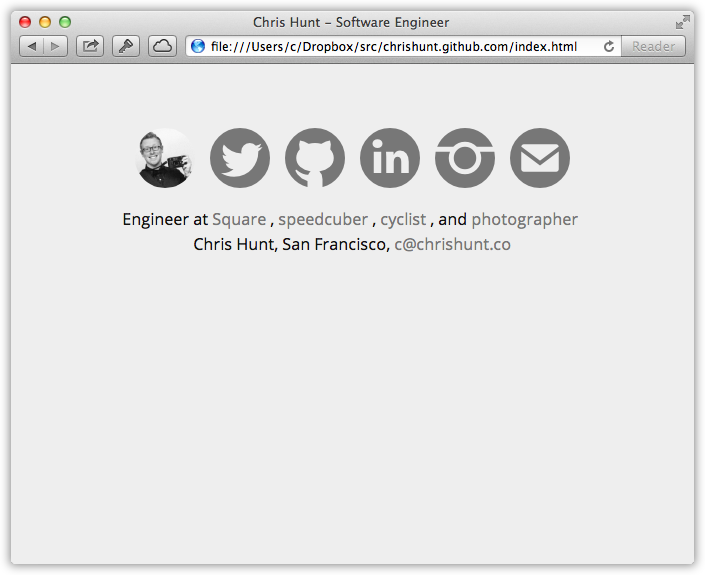 Chris Hunt – Software Engineer
file:///Users/c/Dropbox/src/chrishunt.github.com/index.html
Reader
in
Engineer at Square , speedcuber , cyclist , and photographer
Chris Hunt, San Francisco, c@chrishunt.co